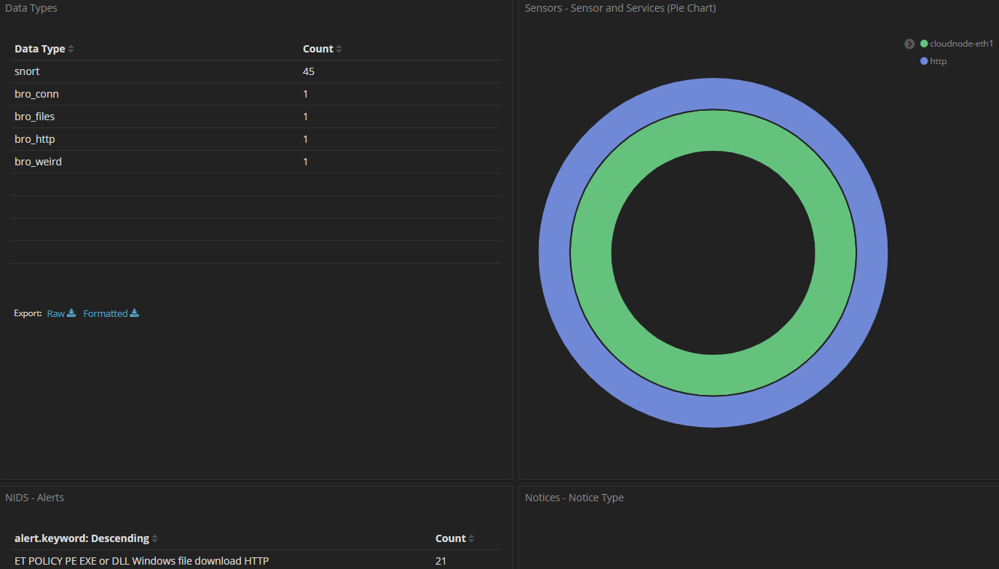 Data Types
Data Type Count
snort 45
bro_conn 1
bro_files 1
bro_http 1
bro_weird 1
Export: Raw Formatted
Sensors - Sensor and Services (Pie Chart)
cloudnode-eth1
http
NIDS - Alerts
alert.keyword: Descending Count
ET POLICY PE EXE or DLL Windows file download HTTP 21
Notices - Notice Type